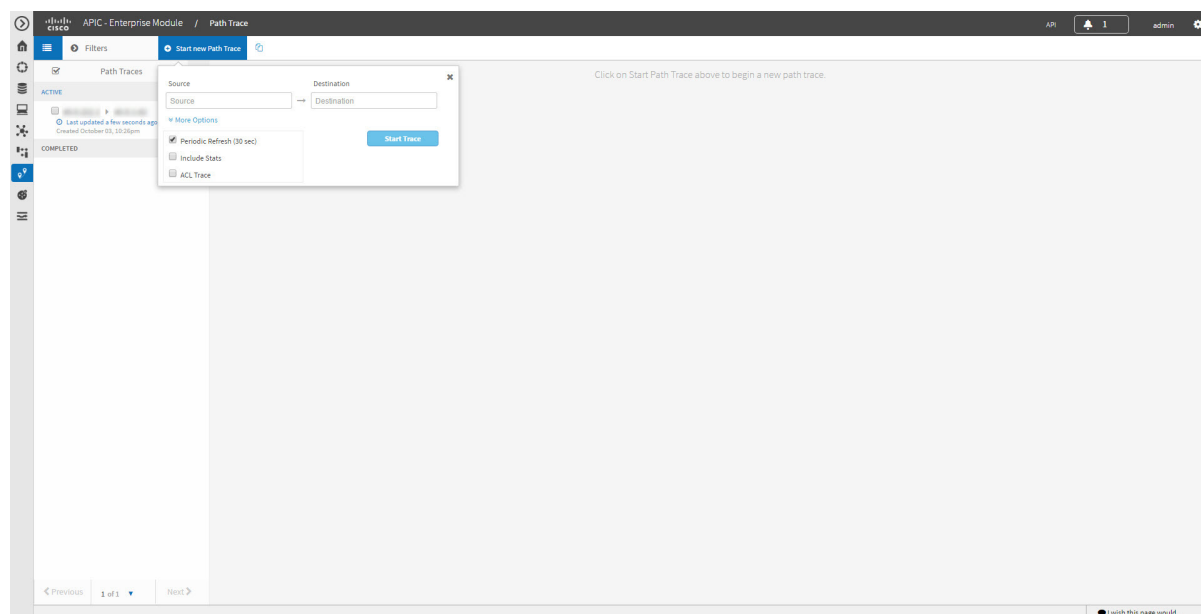 cisco APIC - Enterprise Module / Path Trace API 1 admin
Filters Start new Path Trace
Path Traces
ACTIVE
Last updated a few seconds ago
Created October 03, 10:26pm
COMPLETED
Source Destination
Source → Destination
More Options
Periodic Refresh (30 sec)
Start Trace
Include Stats
ACL Trace
Click on Start Path Trace above to begin a new path trace.
Previous 1 of 1 Next
I wish this page would